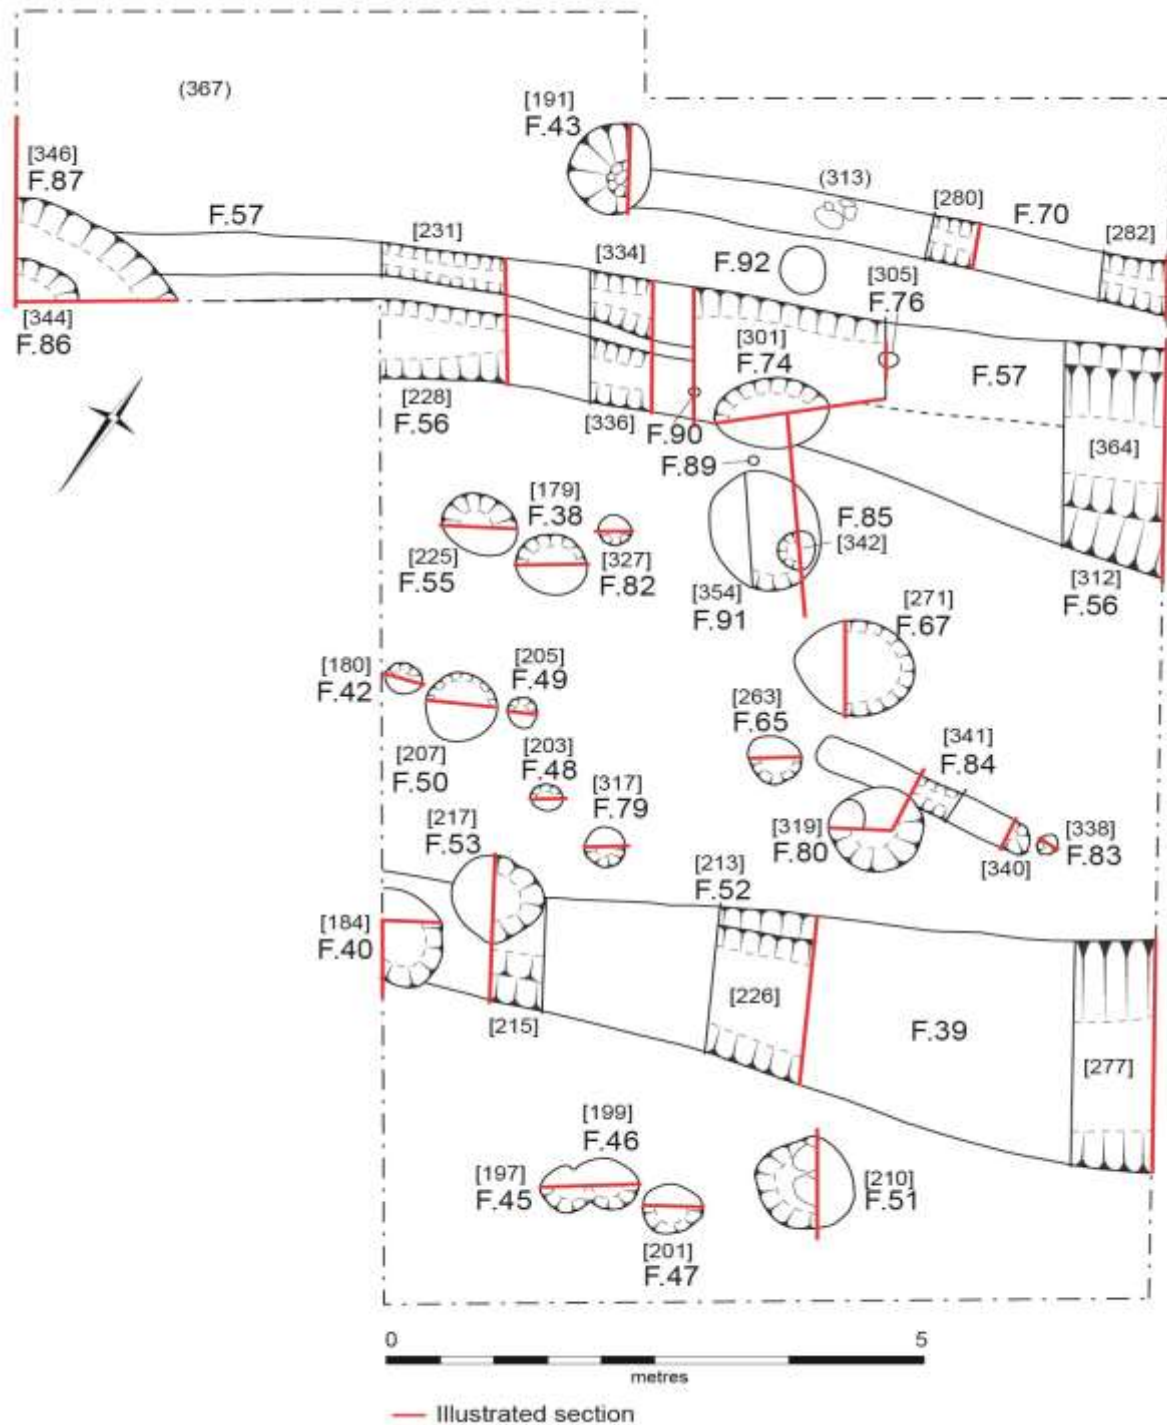 (367)
[191]
F.43
[346]
F.87
F.57
(313)
[280]
F.70
[231]
[334]
F.92
[282]
[305]
F.76
[344]
F.86
[301]
F.74
F.57
[228]
F.56
[336]
F.90
F.89
[364]
[179]
F.38
F.85
[342]
[225]
F.55
[327]
F.82
[354]
F.91
[312]
F.56
[271]
F.67
[180]
F.42
[205]
F.49
[263]
F.65
[207]
F.50
[203]
F.48
[341]
F.84
[317]
F.79
[217]
F.53
[319]
F.80
[338]
F.83
[340]
[213]
F.52
[184]
F.40
[226]
[215]
F.39
[277]
[199]
F.46
[197]
F.45
[210]
F.51
[201]
F.47
0 5
metres
Illustrated section